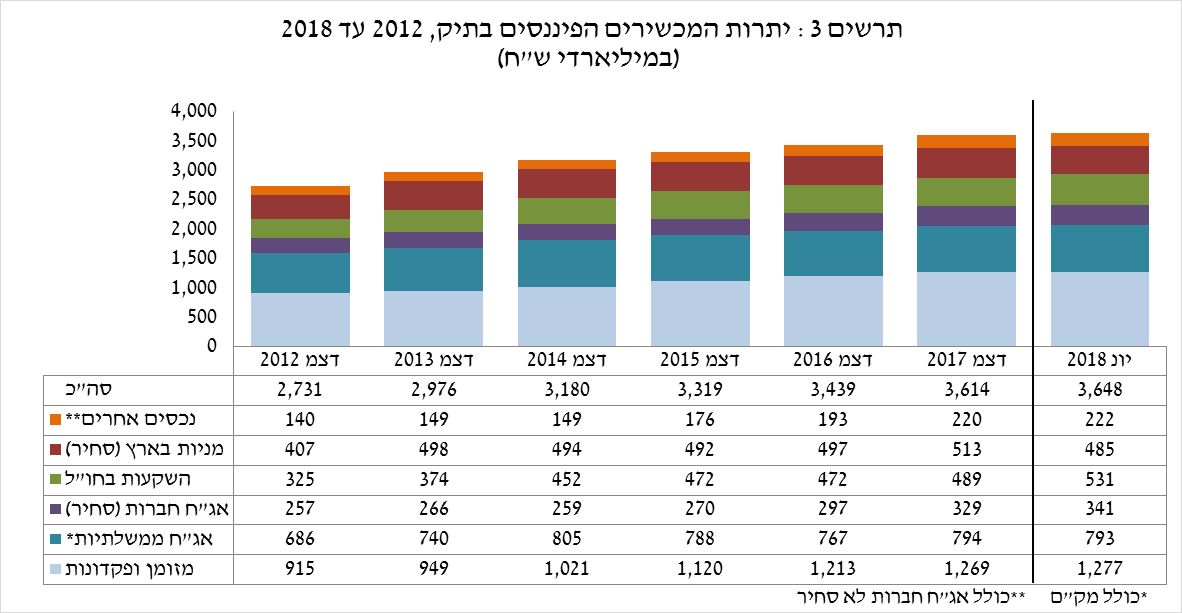 תרשים 3 : יתרות המכשירים הפיננסים בתיק, 2012 עד 2018
(במיליארדי ש"ח)
4,000
3,500
3,000
2,500
2,000
1,500
1,000
500
0
דצמ 2012 דצמ 2013 דצמ 2014 דצמ 2015 דצמ 2016 דצמ 2017 יונ 2018
סה"כ 2,731 2,976 3,180 3,319 3,439 3,614 3,648
נכסים אחרים** 140 149 149 176 193 220 222
מניות בארץ (סחיר) 407 498 494 492 497 513 485
השקעות בחו"ל 325 374 452 472 472 489 531
אג"ח חברות (סחיר) 257 266 259 270 297 329 341
אג"ח ממשלתיות* 686 740 805 788 767 794 793
מזומן ופקדונות 915 949 1,021 1,120 1,213 1,269 1,277
*כולל מק"ם **כולל אג"ח חברות לא סחיר